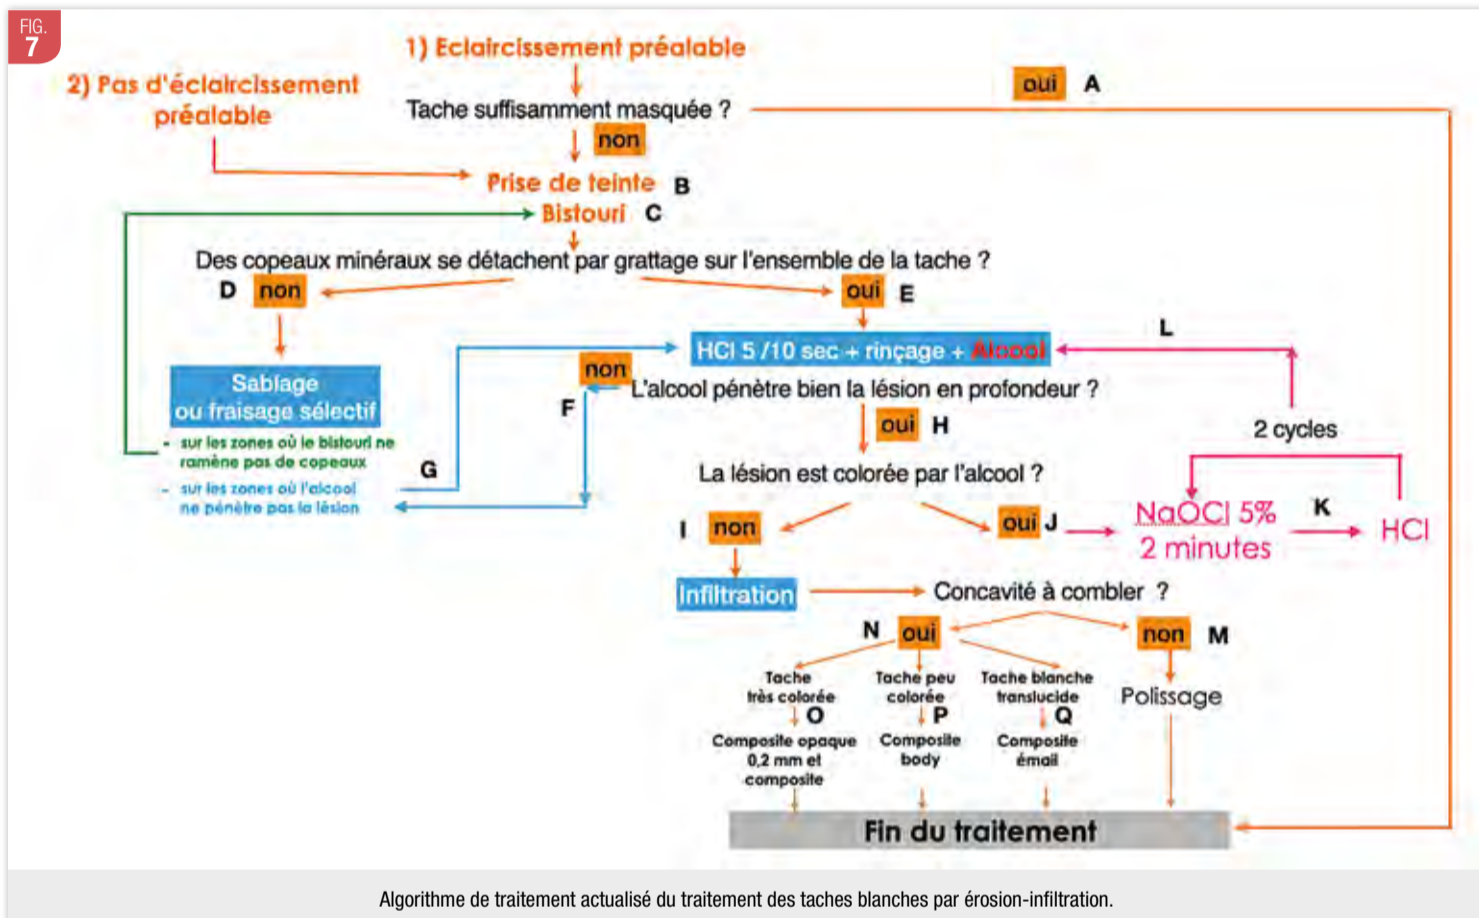 FIG.
7
1) Eclaircissement préalable
2) Pas d'éclaircissement
préalable
oui A
Tache suffisamment masquée ?
non
Prise de teinte B
Bistouri C
Des copeaux minéraux se détachent par grattage sur l'ensemble de la tache ?
D non
oui E
L
HCl 5 /10 sec + rinçage + Alcool
non
L'alcool pénètre bien la lésion en profondeur ?
Sablage
ou fraisage sélectif
F
oui H
2 cycles
- sur les zones où le bistouri ne
ramène pas de copeaux
G
La lésion est colorée par l'alcool ?
- sur les zones où l'alcool
ne pénètre pas la lésion
I non
oui J
NaOCl 5%
2 minutes
K
HCl
Infiltration
Concavité à combler ?
N oui
non M
Tache
très colorée
O
Composite opaque
0,2 mm et
composite
Tache peu
colorée
P
Composite
body
Tache blanche
translucide
Q
Composite
émail
Polissage
Fin du traitement
Algorithme de traitement actualisé du traitement des taches blanches par érosion-infiltration.